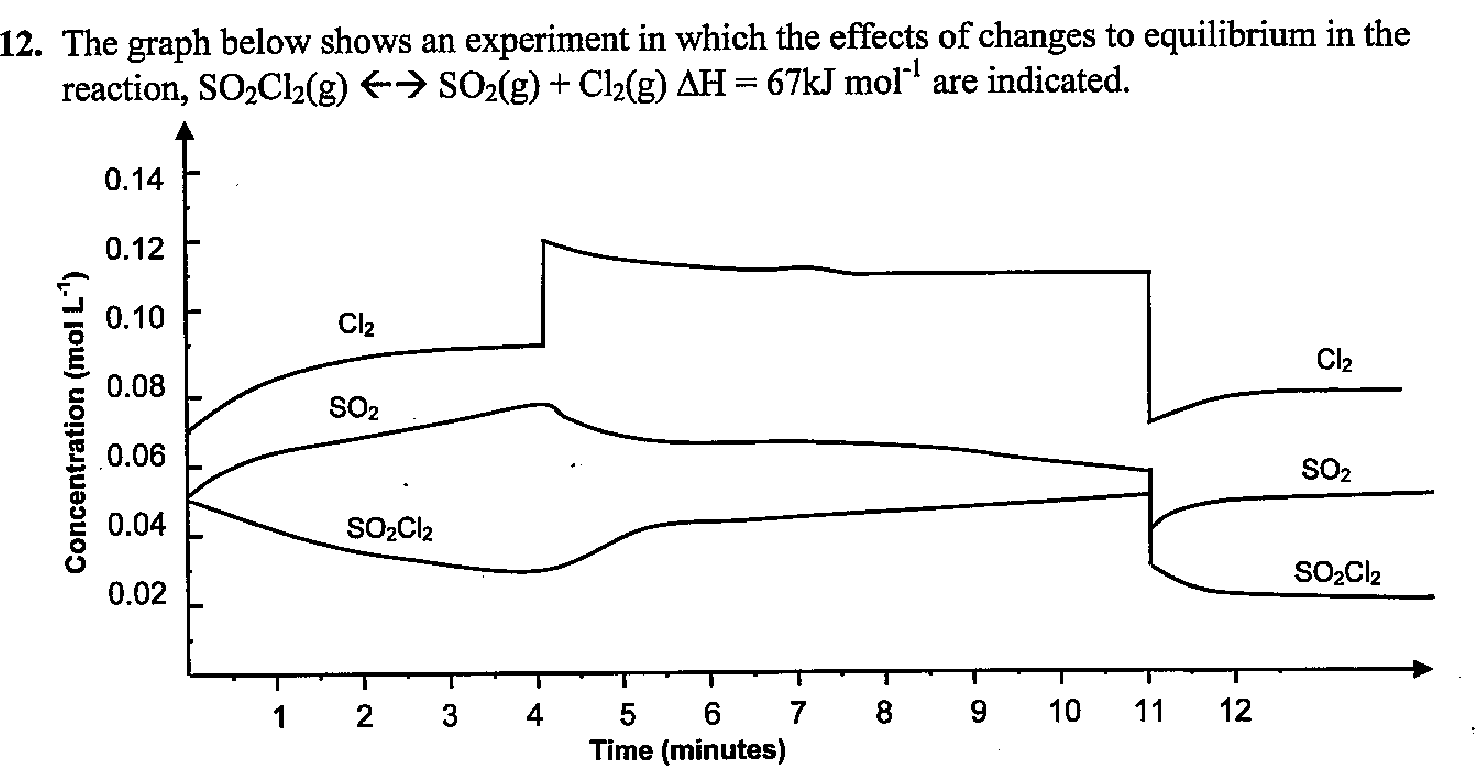 12. The graph below shows an experiment in which the effects of changes to equilibrium in the
reaction, SO₂Cl₂(g) ←→ SO₂(g) + Cl₂(g) ΔH = 67kJ mol⁻¹ are indicated.
0.14
0.12
0.10
0.08
0.06
0.04
0.02
Concentration (mol L⁻¹)
Cl₂
SO₂
SO₂Cl₂
Cl₂
SO₂
SO₂Cl₂
1 2 3 4 5 6 7 8 9 10 11 12
Time (minutes)